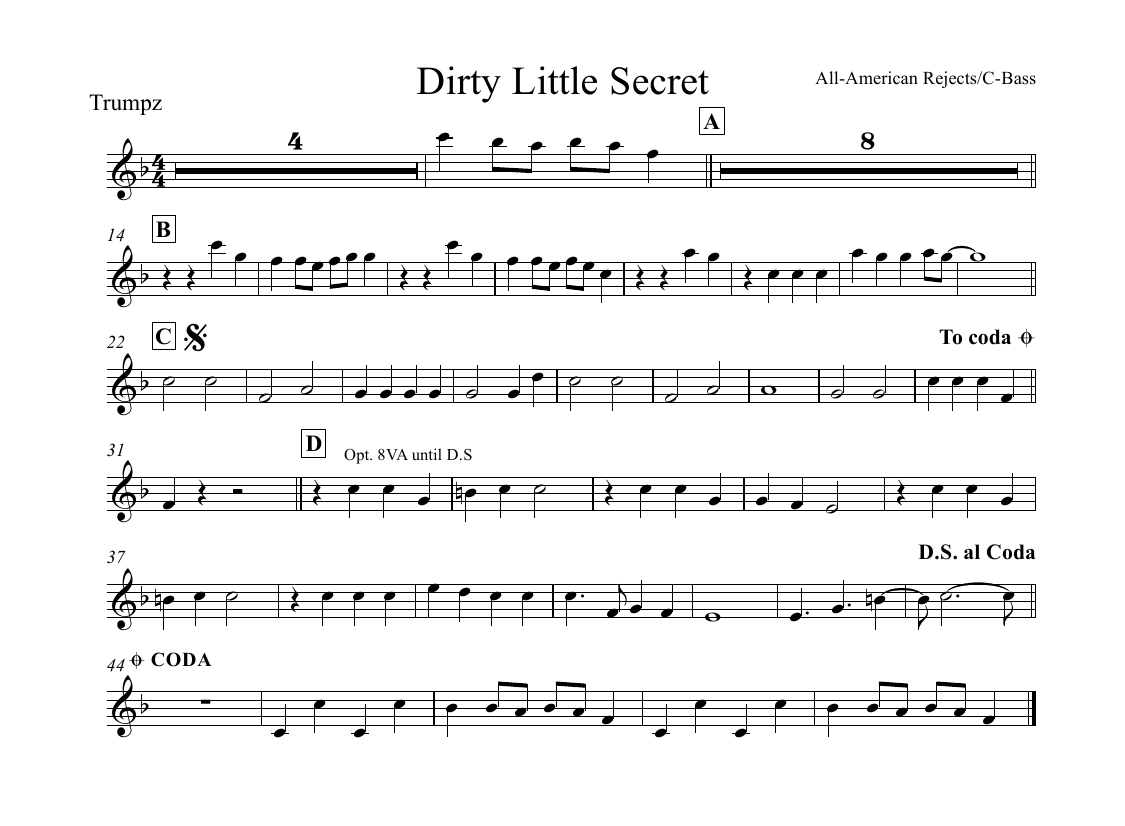 Dirty Little Secret
All-American Rejects/C-Bass
Trumpz
A
4
8
4
4
14
B
22
C
To coda
31
D
Opt. 8VA until D.S
37
D.S. al Coda
44
CODA